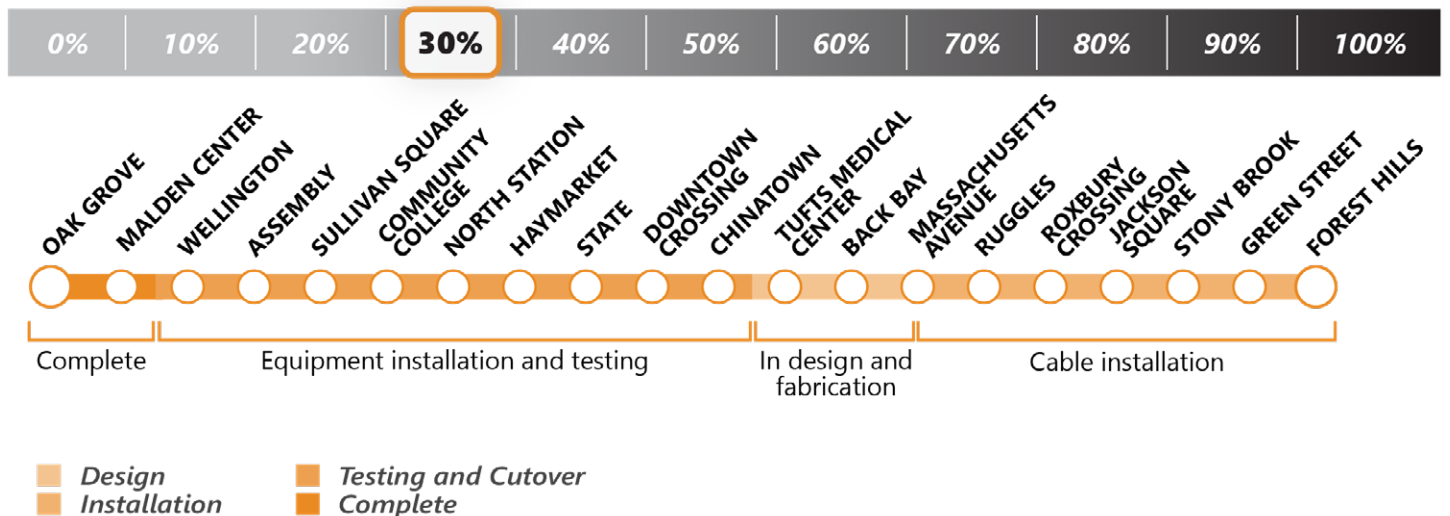 0% 10% 20% 30% 40% 50% 60% 70% 80% 90% 100%
OAK GROVE
MALDEN CENTER
WELLINGTON
ASSEMBLY
SULLIVAN SQUARE
COMMUNITY
COLLEGE
NORTH STATION
HAYMARKET
STATE
DOWNTOWN
CROSSING
CHINATOWN
TUFTS MEDICAL
CENTER
BACK BAY
MASSACHUSETTS
AVENUE
RUGGLES
ROXBURY
CROSSING
JACKSON
SQUARE
STONY BROOK
GREEN STREET
FOREST HILLS
Complete
Equipment installation and testing
In design and
fabrication
Cable installation
Design
Installation
Testing and Cutover
Complete